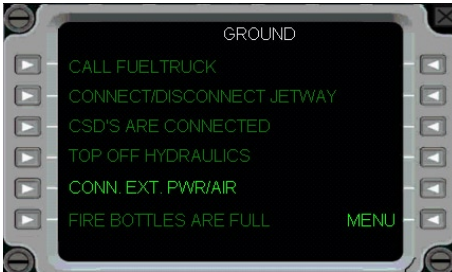 GROUND
CALL FUELTRUCK
CONNECT/DISCONNECT JETWAY
CSD'S ARE CONNECTED
TOP OFF HYDRAULICS
CONN. EXT. PWR/AIR
FIRE BOTTLES ARE FULL MENU